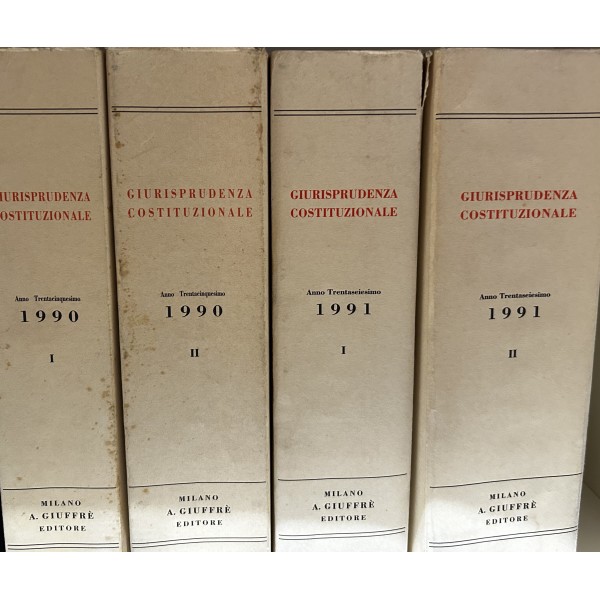 IURISPRUDENZA
COSTITUZIONALE
Anno Trentacinquesimo
1990
I
MILANO
A. GIUFFRÈ
EDITORE
GIURISPRUDENZA
COSTITUZIONALE
Anno Trentacinquesimo
1990
II
MILANO
A. GIUFFRÈ
EDITORE
GIURISPRUDENZA
COSTITUZIONALE
Anno Trentaseiesimo
1991
I
MILANO
A. GIUFFRÈ
EDITORE
GIURISPRUDENZA
COSTITUZIONALE
Anno Trentaseiesimo
1991
II
MILANO
A. GIUFFRÈ
EDITORE